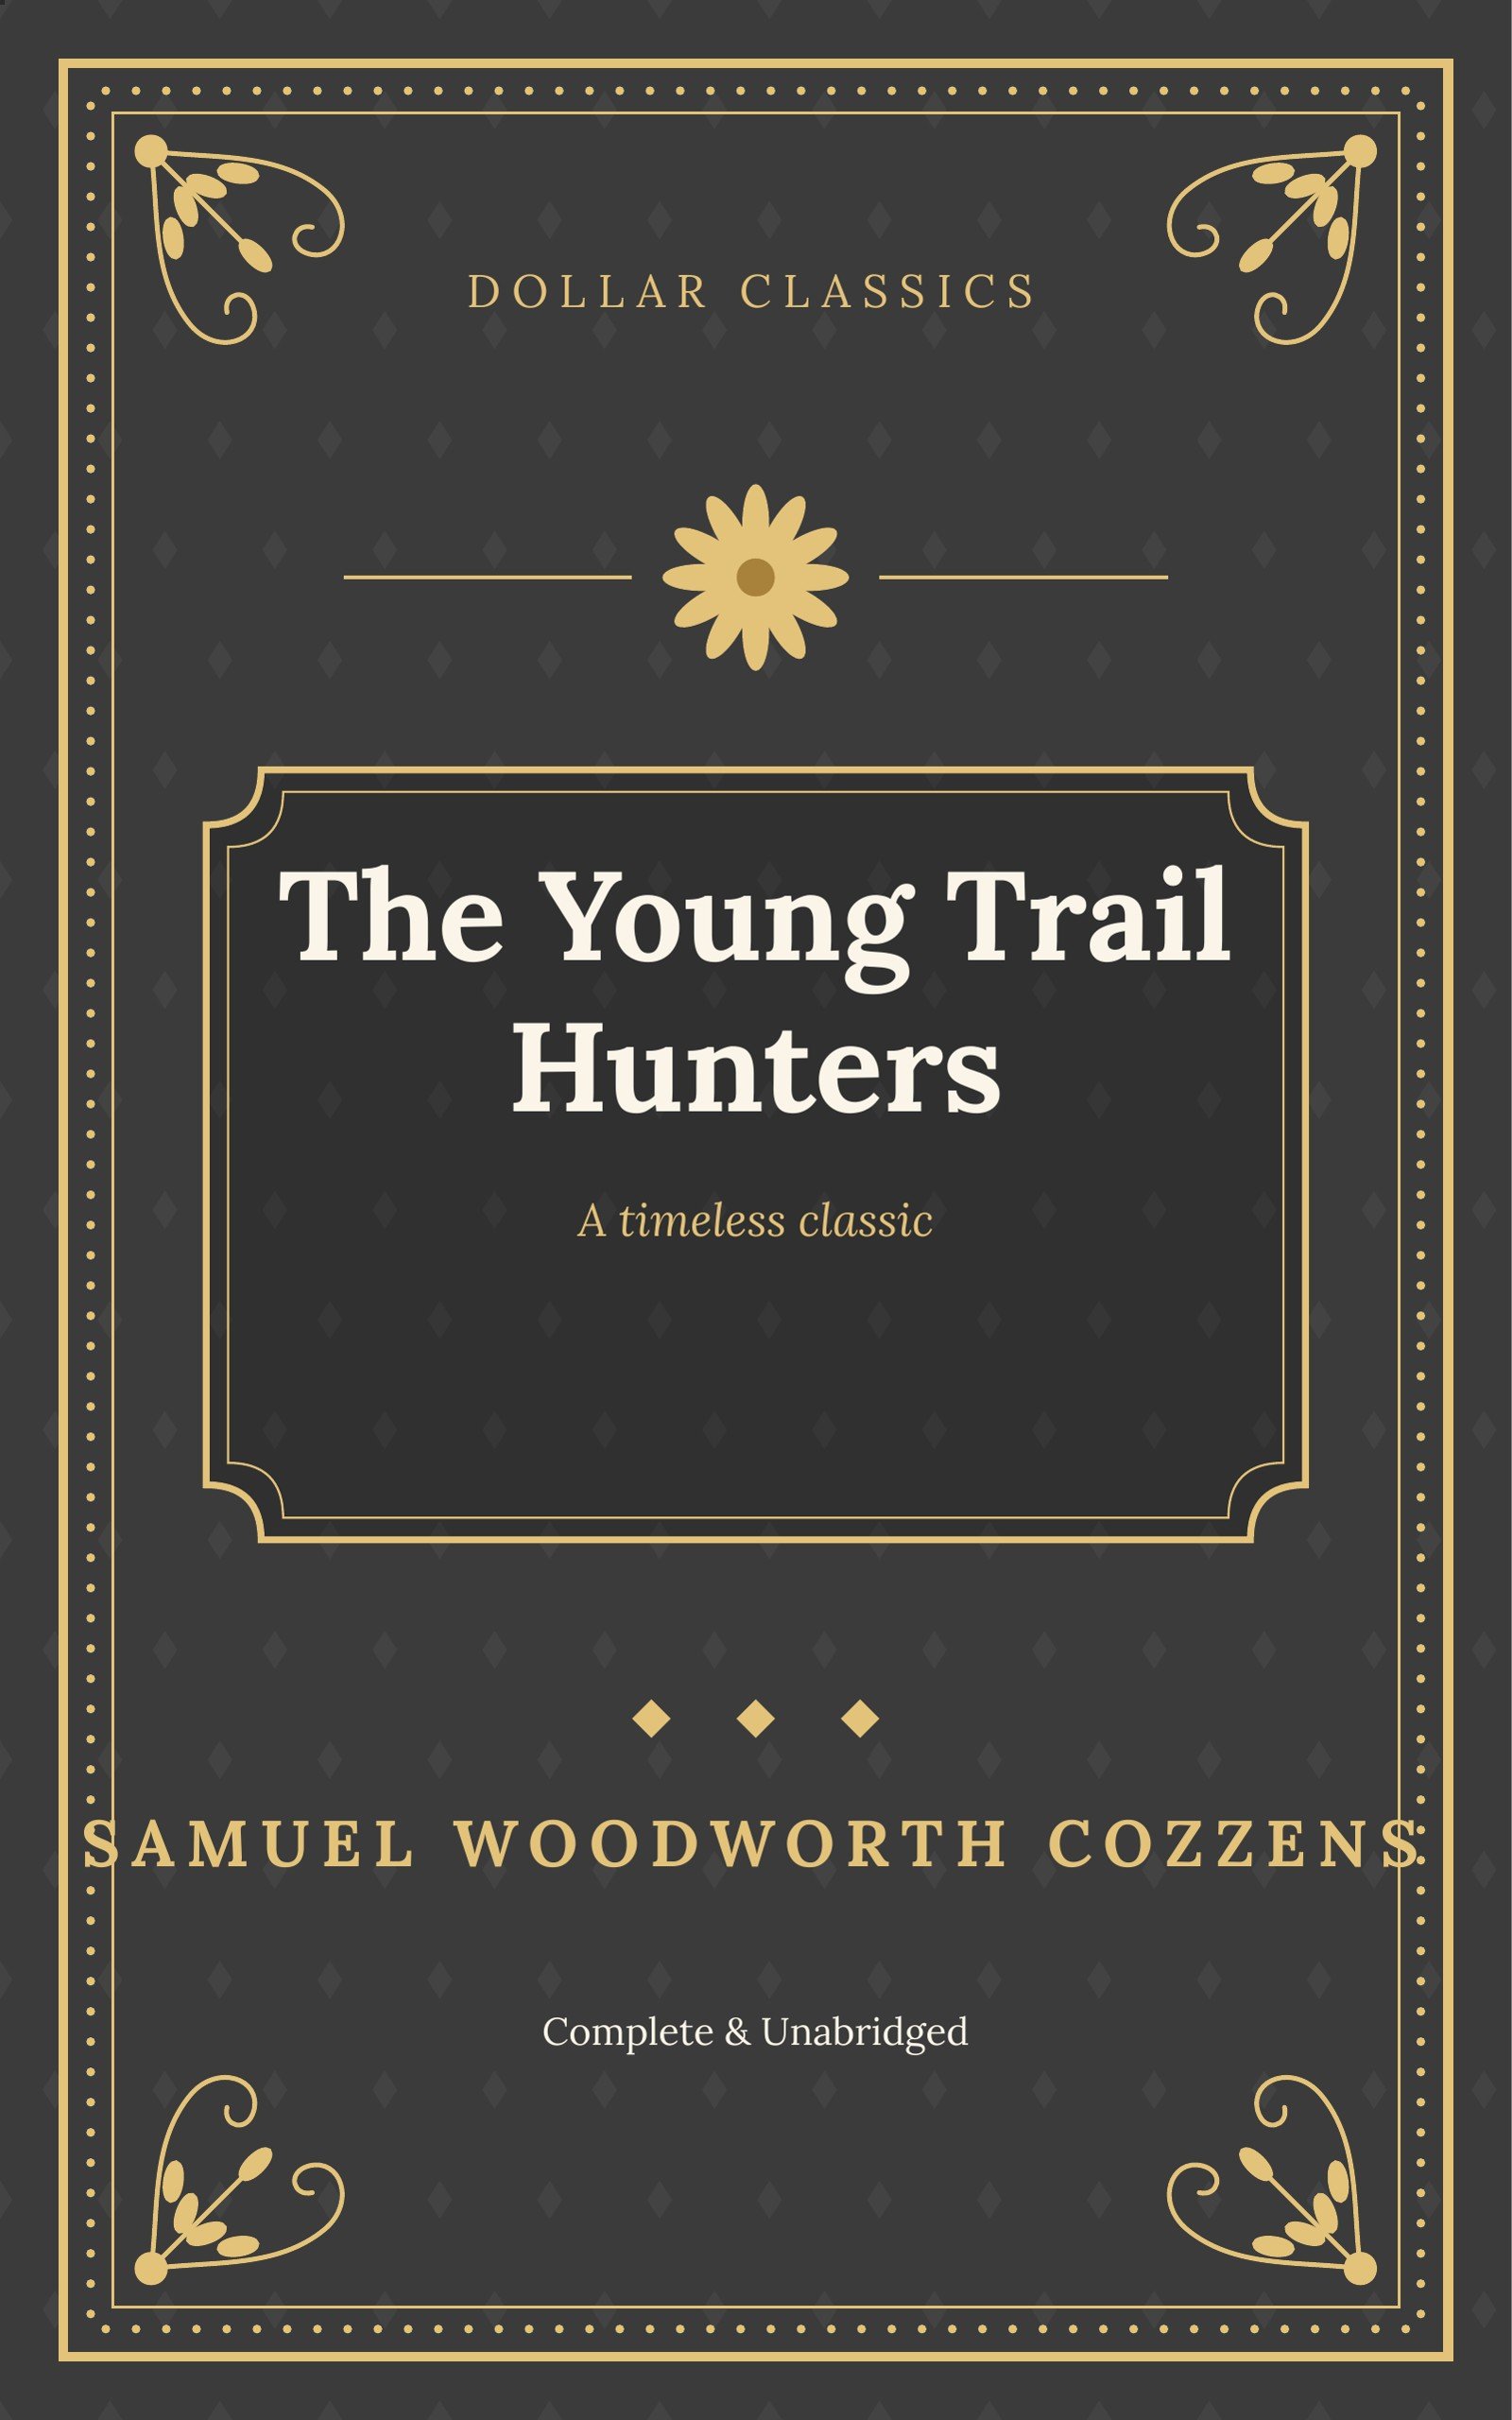 DOLLAR CLASSICS
The Young Trail
Hunters
A timeless classic
SAMUEL WOODWORTH COZZENS
Complete & Unabridged